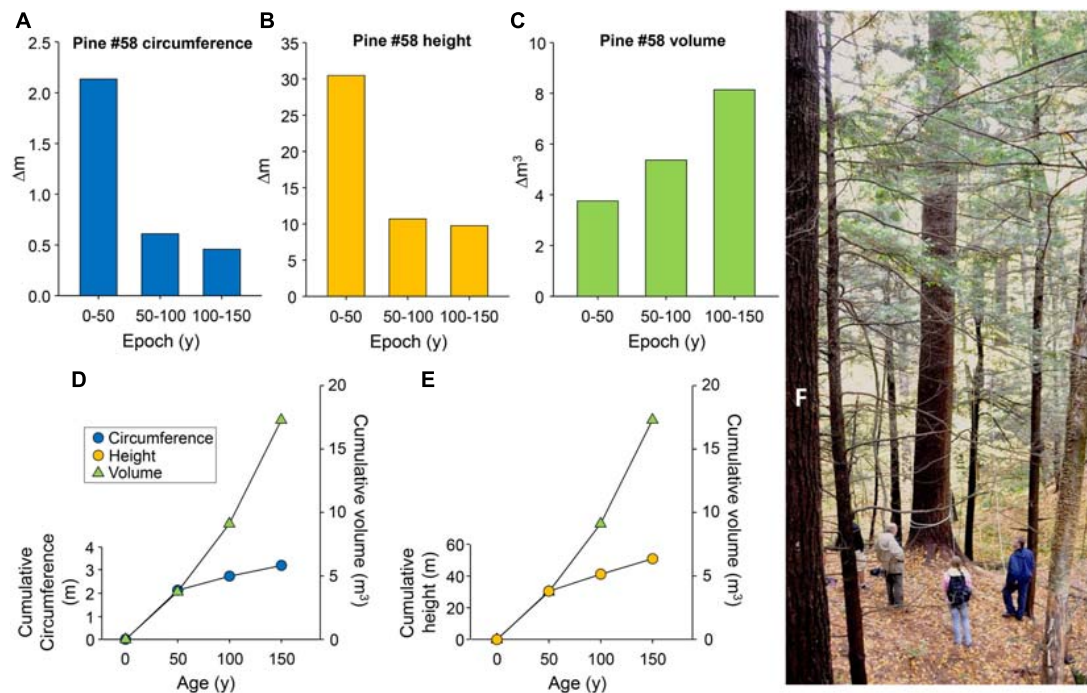 A
Pine #58 circumference
2.5
2.0
1.5
1.0
0.5
0.0
Δm
0-50
50-100
100-150
Epoch (y)
B
Pine #58 height
35
30
25
20
15
10
5
0
Δm
0-50
50-100
100-150
Epoch (y)
C
Pine #58 volume
10
8
6
4
2
0
Δm³
0-50
50-100
100-150
Epoch (y)
D
Circumference
Height
Volume
4
3
2
1
0
Cumulative
Circumference
(m)
20
15
10
5
0
Cumulative volume (m³)
0
50
100
150
Age (y)
E
60
40
20
0
Cumulative
height (m)
20
15
10
5
0
Cumulative volume (m³)
0
50
100
150
Age (y)
F